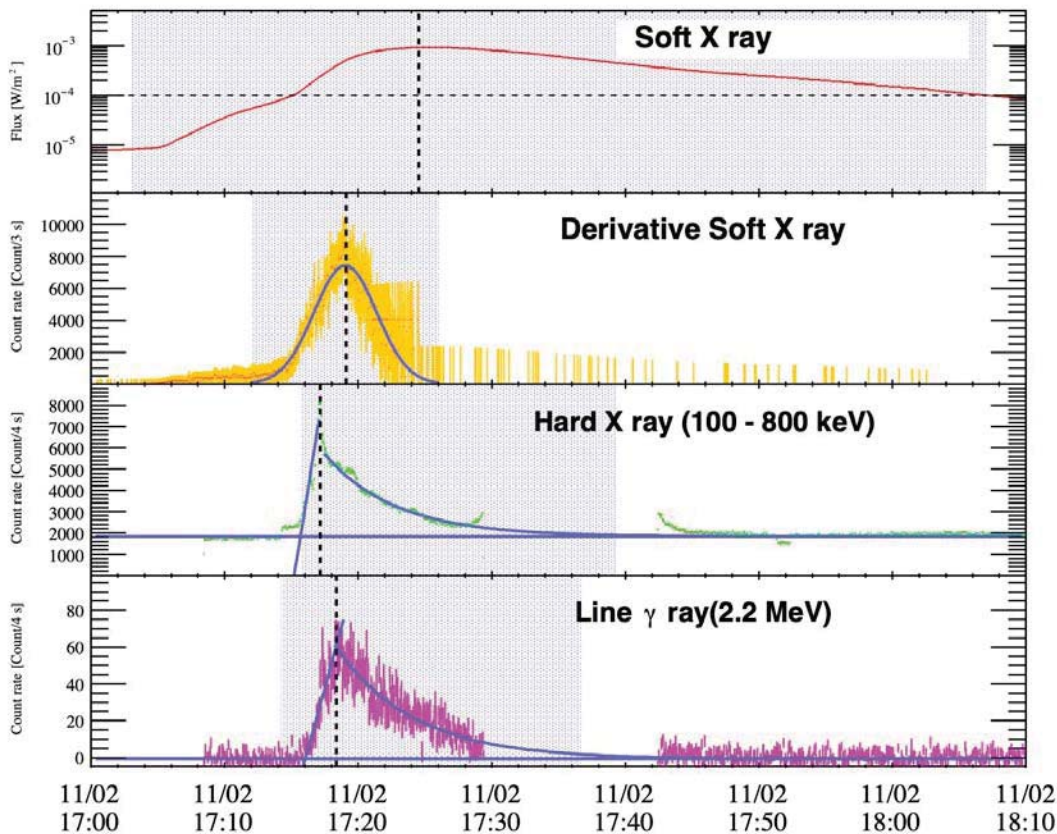 Soft X ray
Flux [W/m⁻²]
10⁻³
10⁻⁴
10⁻⁵
Derivative Soft X ray
Count rate [Count/3 s]
10000
8000
6000
4000
2000
Hard X ray (100 - 800 keV)
Count rate [Count/4 s]
8000
7000
6000
5000
4000
3000
2000
1000
Line γ ray(2.2 MeV)
Count rate [Count/4 s]
80
60
40
20
0
11/02 11/02 11/02 11/02 11/02 11/02 11/02 11/02
17:00 17:10 17:20 17:30 17:40 17:50 18:00 18:10